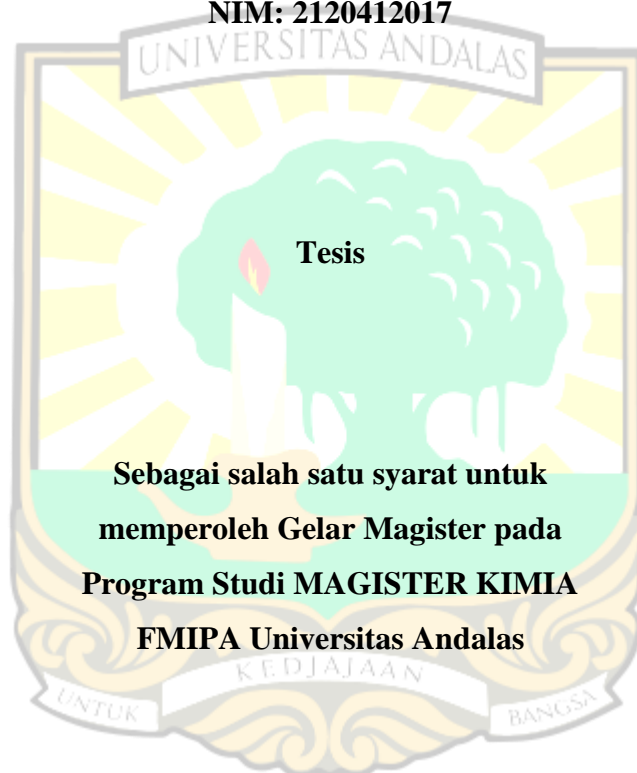 NIM: 2120412017
UNIVERSITAS ANDALAS
Tesis
Sebagai salah satu syarat untuk
memperoleh Gelar Magister pada
Program Studi MAGISTER KIMIA
FMIPA Universitas Andalas
KEDJAJAAN
UNTUK
BANGSA